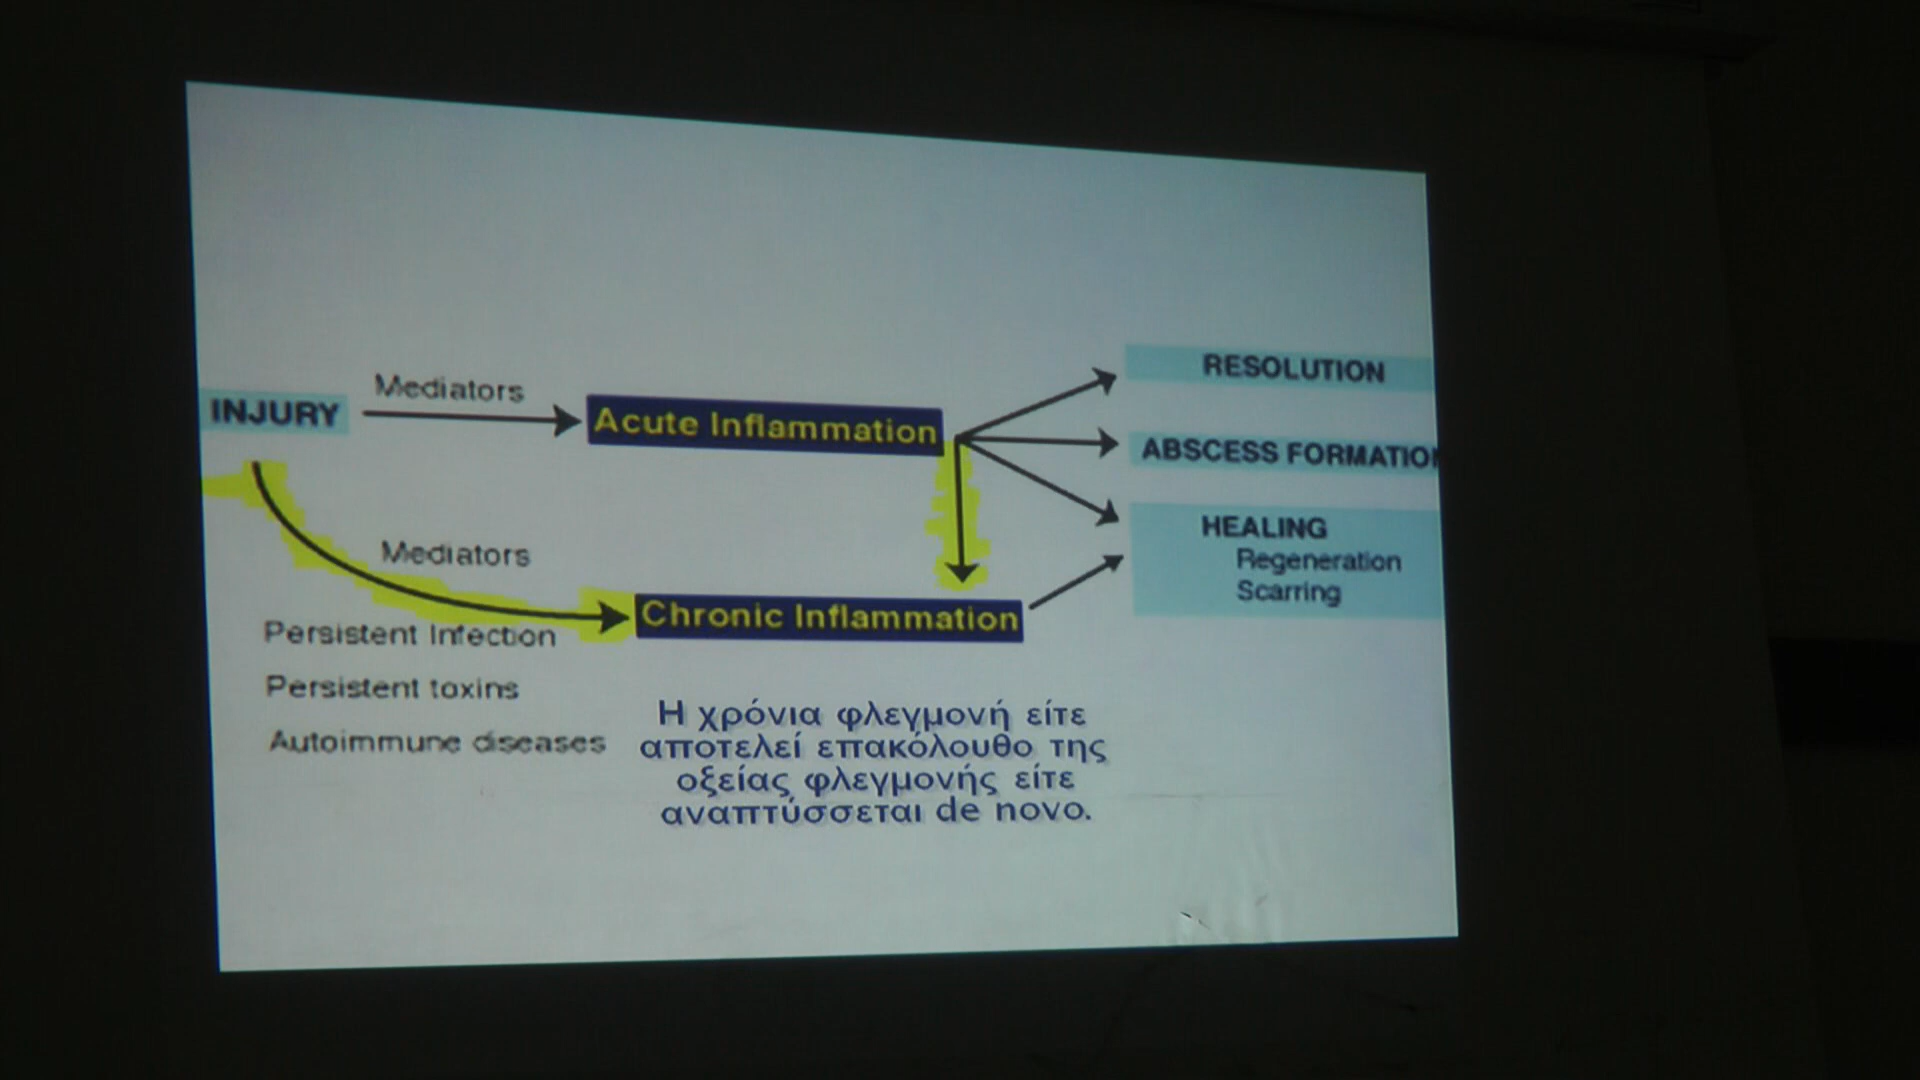 RESOLUTION
Mediators
INJURY
Acute Inflammation
ABSCESS FORMATIO
HEALING
Regeneration
Scarring
Mediators
Chronic Inflammation
Persistent Infection
Persistent toxins
Autoimmune diseases
Η χρόνια φλεγμονή είτε
αποτελεί επακόλουθο της
οξείας φλεγμονής είτε
αναπτύσσεται de novo.